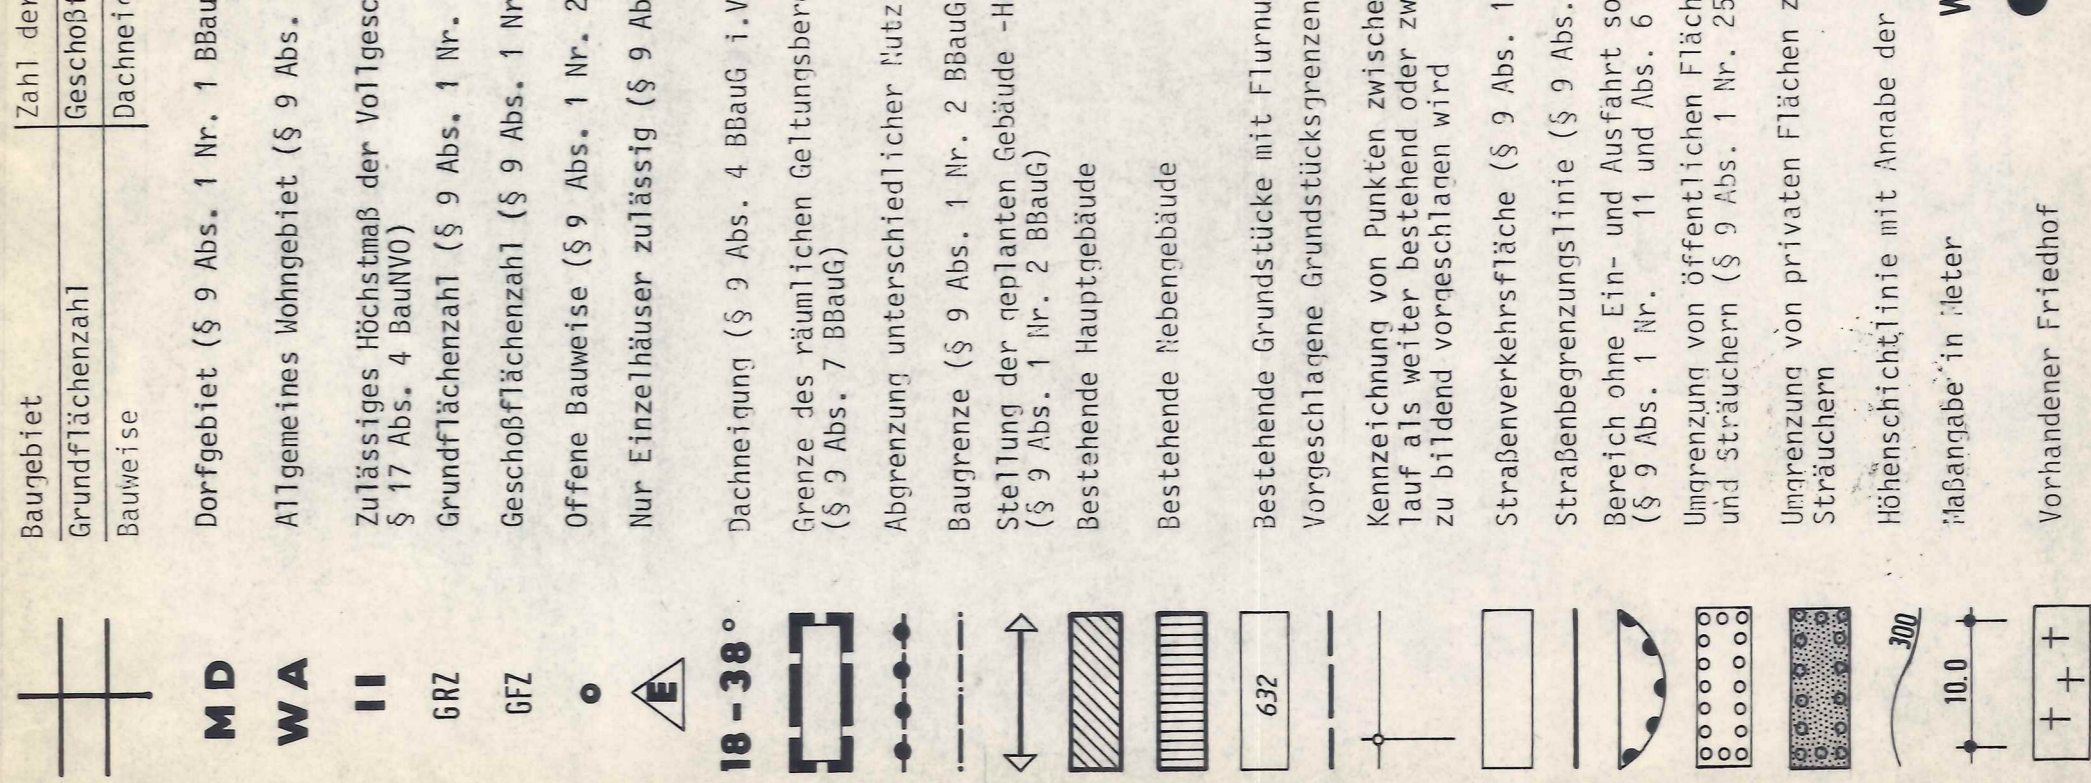 Baugebiet Zahl der
Grundflächenzahl Geschoßf
Bauweise Dachneig
MD Dorfgebiet (§ 9 Abs. 1 Nr. 1 BBau
WA Allgemeines Wohngebiet (§ 9 Abs.
II Zulässiges Höchstmaß der Vollgesc
§ 17 Abs. 4 BauNVO)
GRZ Grundflächenzahl (§ 9 Abs. 1 Nr.
GFZ Geschoßflächenzahl (§ 9 Abs. 1 Nr
o Offene Bauweise (§ 9 Abs. 1 Nr. 2
E Nur Einzelhäuser zulässig (§ 9 Ab
18-38° Dachneigung (§ 9 Abs. 4 BBauG i.V
Grenze des räumlichen Geltungsber
(§ 9 Abs. 7 BBauG)
Abgrenzung unterschiedlicher Nutz
Baugrenze (§ 9 Abs. 1 Nr. 2 BBauG
Stellung der geplanten Gebäude -H
(§ 9 Abs. 1 Nr. 2 BBauG)
Bestehende Hauptgebäude
Bestehende Nebengebäude
632 Bestehende Grundstücke mit Flurnu
Vorgeschlagene Grundstücksgrenzen
Kennzeichnung von Punkten zwische
lauf als weiter bestehend oder zw
zu bildend vorgeschlagen wird
Straßenverkehrsfläche (§ 9 Abs. 1
Straßenbegrenzungslinie (§ 9 Abs.
Bereich ohne Ein- und Ausfahrt so
(§ 9 Abs. 1 Nr. 11 und Abs. 6
Umgrenzung von öffentlichen Fläch
und Sträuchern (§ 9 Abs. 1 Nr. 25
Umgrenzung von privaten Flächen z
Sträuchern
300 Höhenschichtlinie mit Angabe der
10.0 Maßangabe in Meter
W
Vorhandener Friedhof